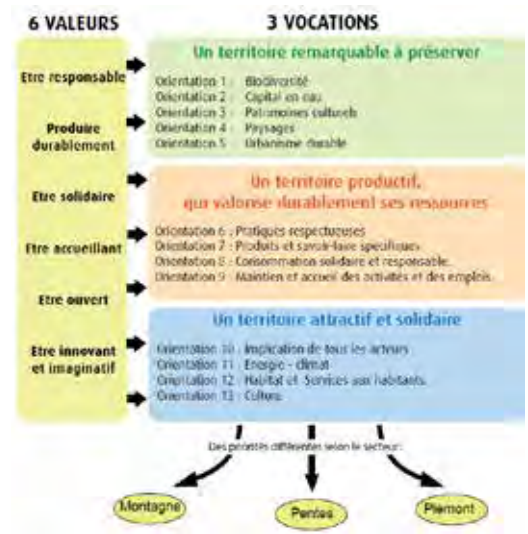 6 VALEURS
Etre responsable
Produire
durablement
Etre solidaire
Etre accueillant
Etre ouvert
Etre innovant
et imaginatif
3 VOCATIONS
Un territoire remarquable à préserver
Orientation 1 : Biodiversité
Orientation 2 : Capital en eau
Orientation 3 : Patrimoines culturels
Orientation 4 : Paysages
Orientation 5 : Urbanisme durable
Un territoire productif,
qui valorise durablement ses ressources
Orientation 6 : Pratiques respectueuses
Orientation 7 : Produits et savoir-faire spécifiques
Orientation 8 : Consommation solidaire et responsable.
Orientation 9 : Maintien et accueil des activités et des emplois.
Un territoire attractif et solidaire
Orientation 10 : Implication de tous les acteurs
Orientation 11 : Energie - climat
Orientation 12 : Habitat et Services aux habitants.
Orientation 13 : Culture
Des priorités différentes selon le secteur :
Montagne
Pentes
Piémont